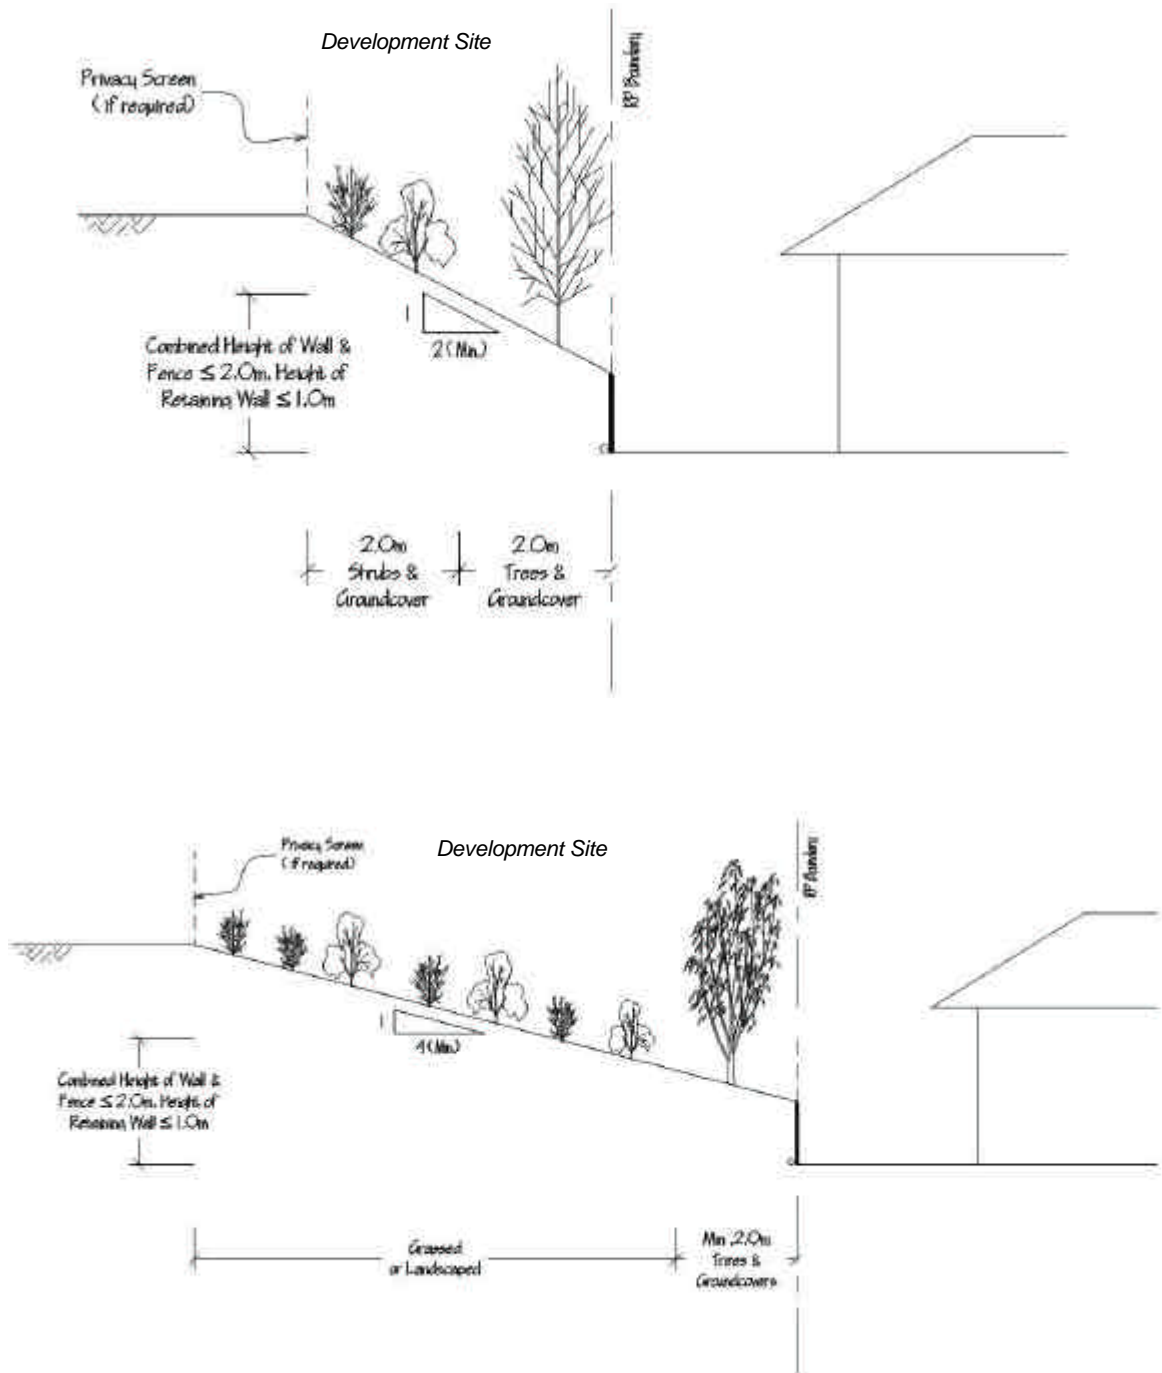 Development Site
RP Boundary
Privacy Screen
(if required)
1
2 (Min.)
Combined Height of Wall &
Fence ≤ 2.0m. Height of
Retaining Wall ≤ 1.0m
2.0m
Shrubs &
Groundcover
2.0m
Trees &
Groundcover
Development Site
RP Boundary
Privacy Screen
(if required)
1
4 (Min.)
Combined Height of Wall &
Fence ≤ 2.0m. Height of
Retaining Wall ≤ 1.0m
Grassed
or Landscaped
Min .2.0m
Trees &
Groundcovers